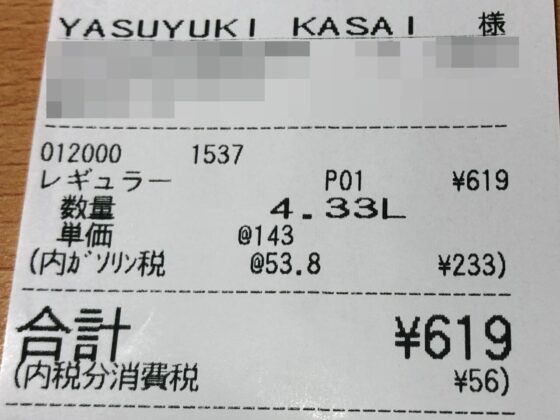 YASUYUKI KASAI 様
012000 1537
レギュラー P01 ¥619
数量 4.33L
単価 @143
(内ｶﾞｿﾘﾝ税 @53.8 ¥233)
合計 ¥619
(内税分消費税 ¥56)